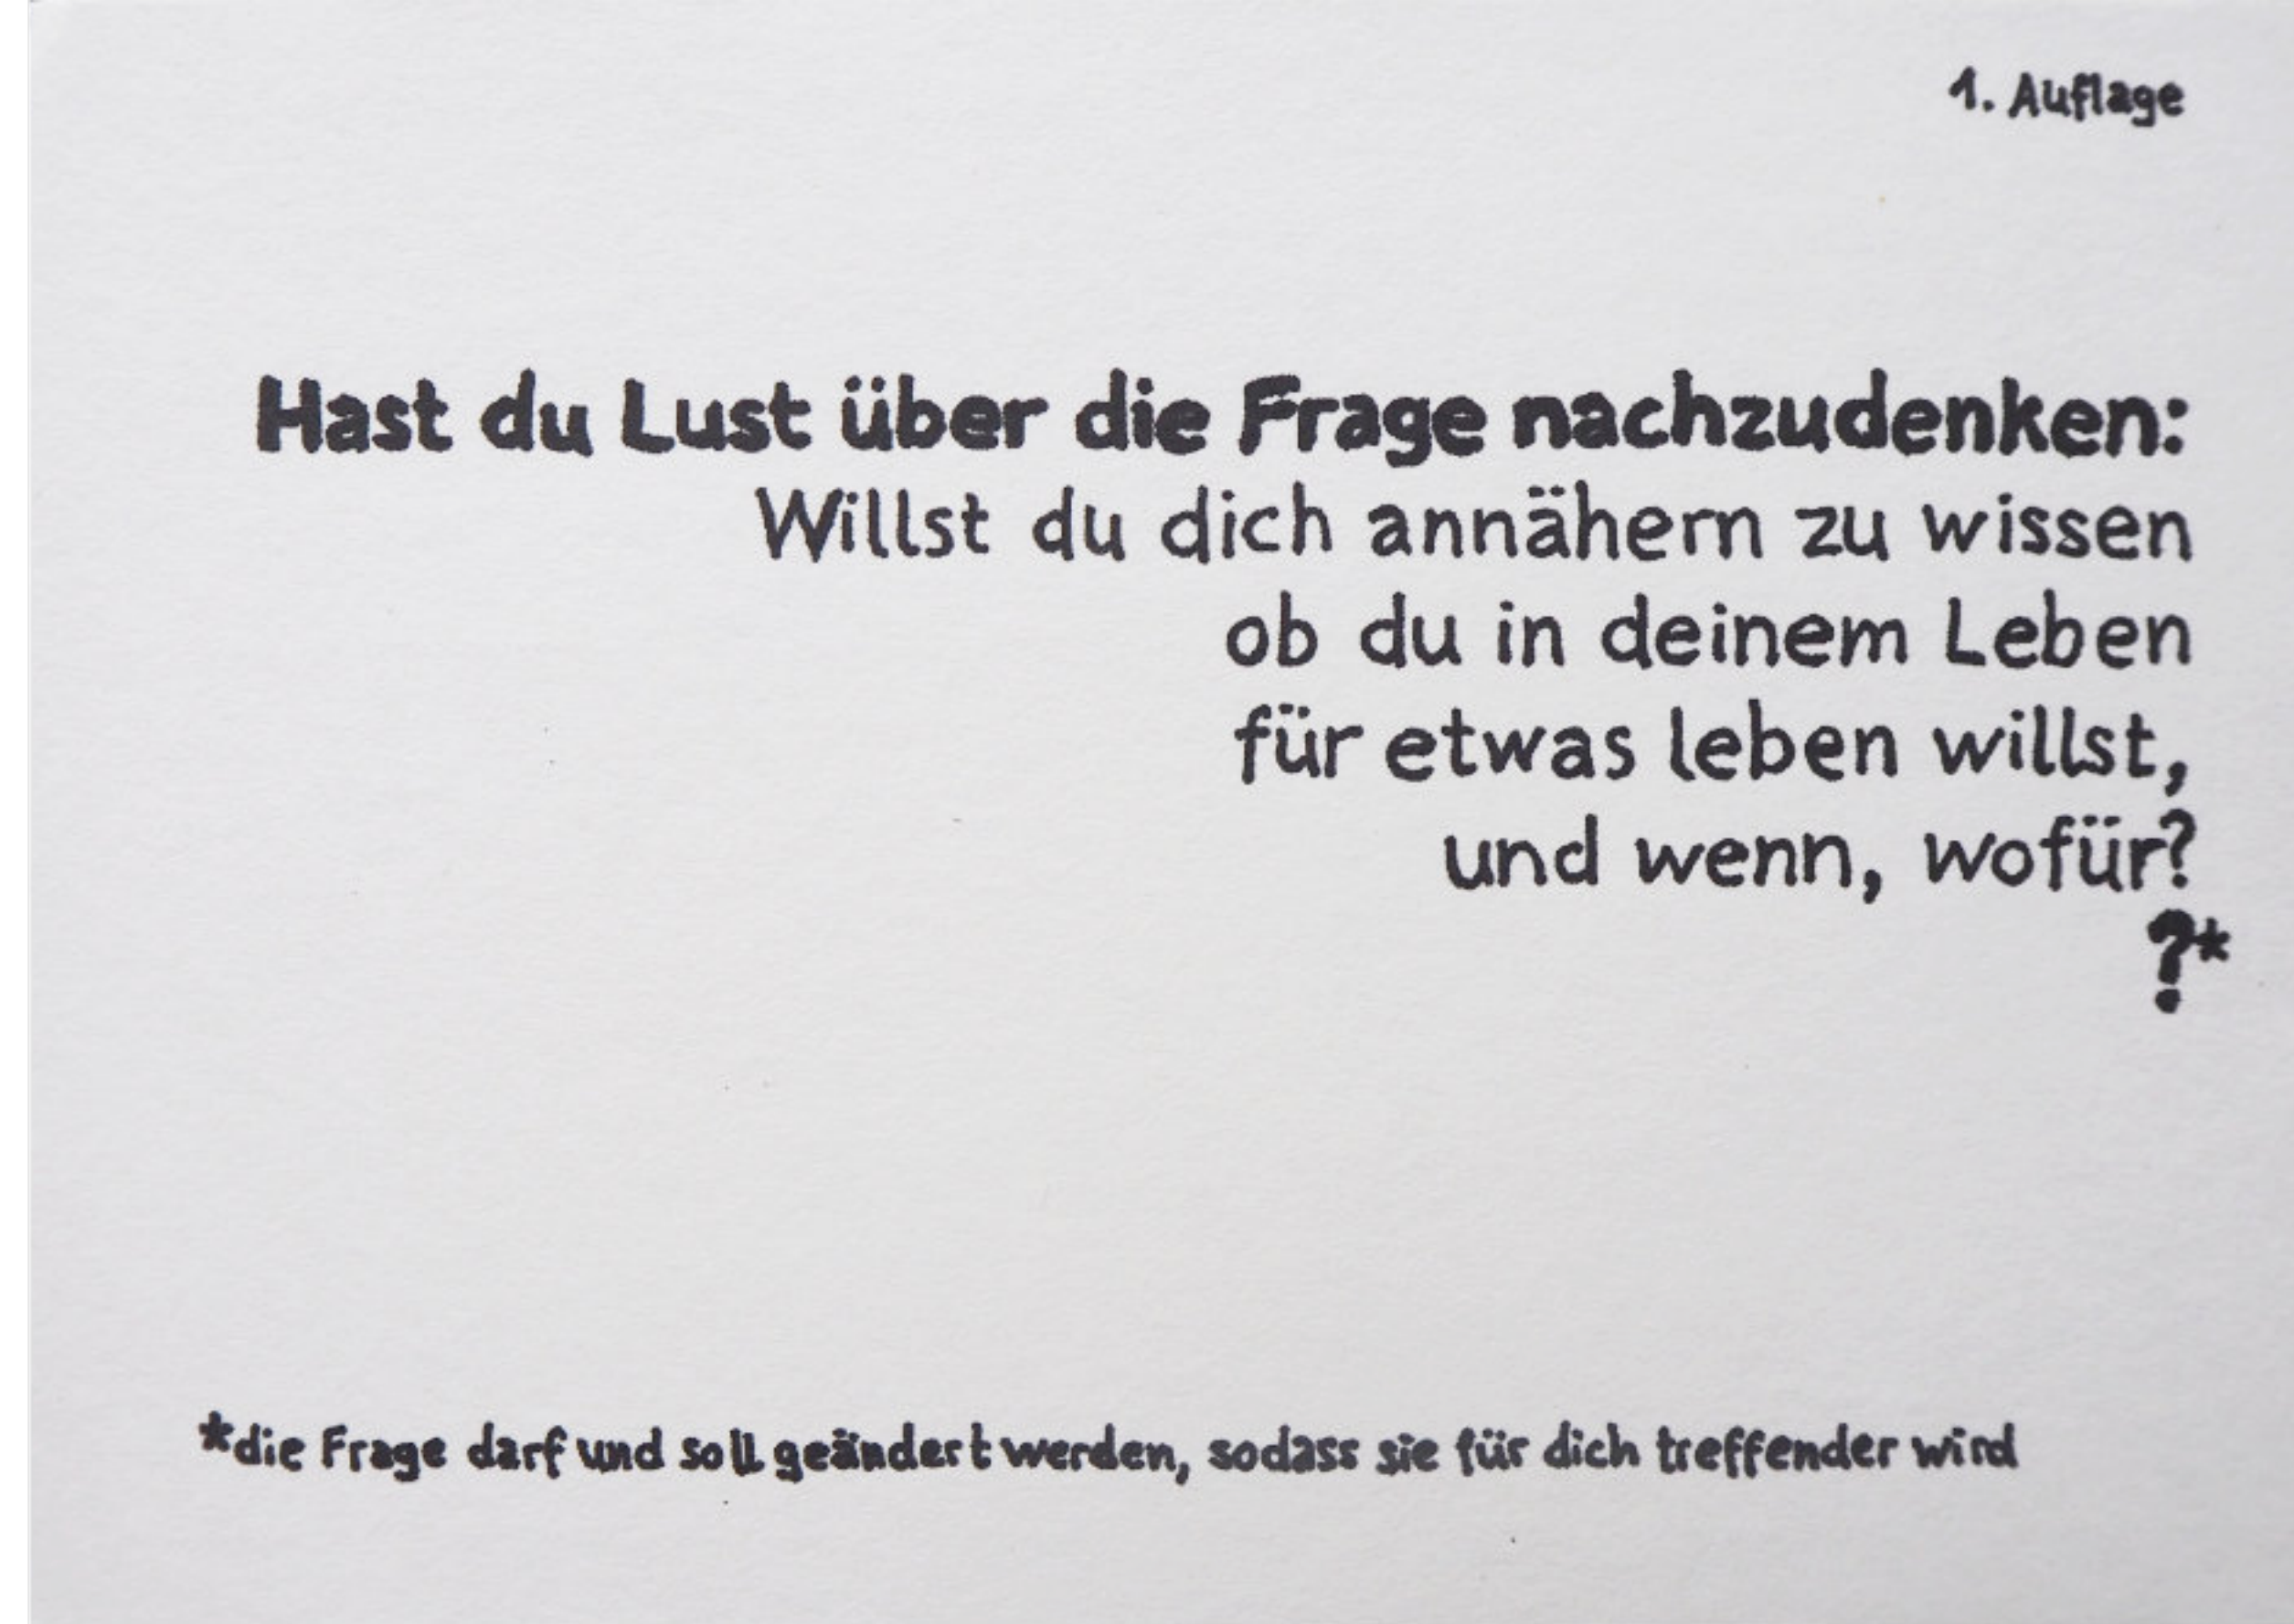 1. Auflage
Hast du Lust über die Frage nachzudenken:
Willst du dich annähern zu wissen
ob du in deinem Leben
für etwas leben willst,
und wenn, wofür?
?*
*die Frage darf und soll geändert werden, sodass sie für dich treffender wird